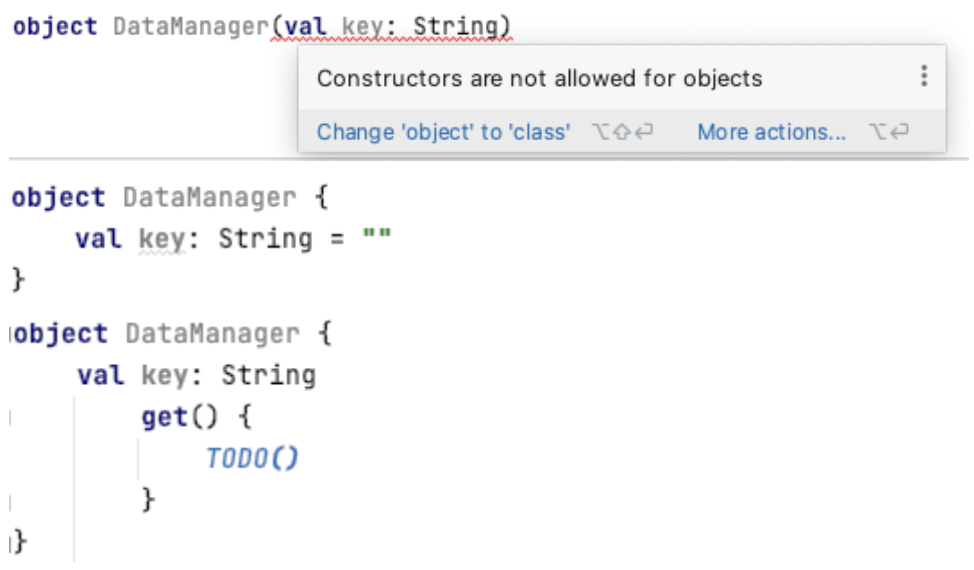 object DataManager(val key: String)
Constructors are not allowed for objects
Change 'object' to 'class' ⌥⇧⏎ More actions... ⌥⏎
object DataManager {
val key: String = ""
}
object DataManager {
val key: String
get() {
TODO()
}
}